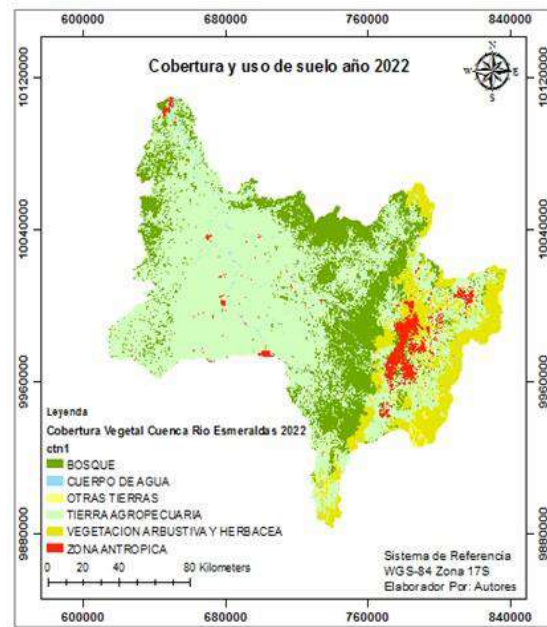 600000 680000 760000 840000
Cobertura y uso de suelo año 2022
N
W E
S
10120000 10120000
10040000 10040000
9960000 9960000
9880000 9880000
Leyenda
Cobertura Vegetal Cuenca Rio Esmeraldas 2022
ctn1
BOSQUE
CUERPO DE AGUA
OTRAS TIERRAS
TIERRA AGROPECUARIA
VEGETACION ARBUSTIVA Y HERBACEA
ZONA ANTROPICA
0 10 20 40 60 80 Kilometers
Sistema de Referencia
WGS-84 Zona 17S
Elaborador Por: Autores
600000 680000 760000 840000